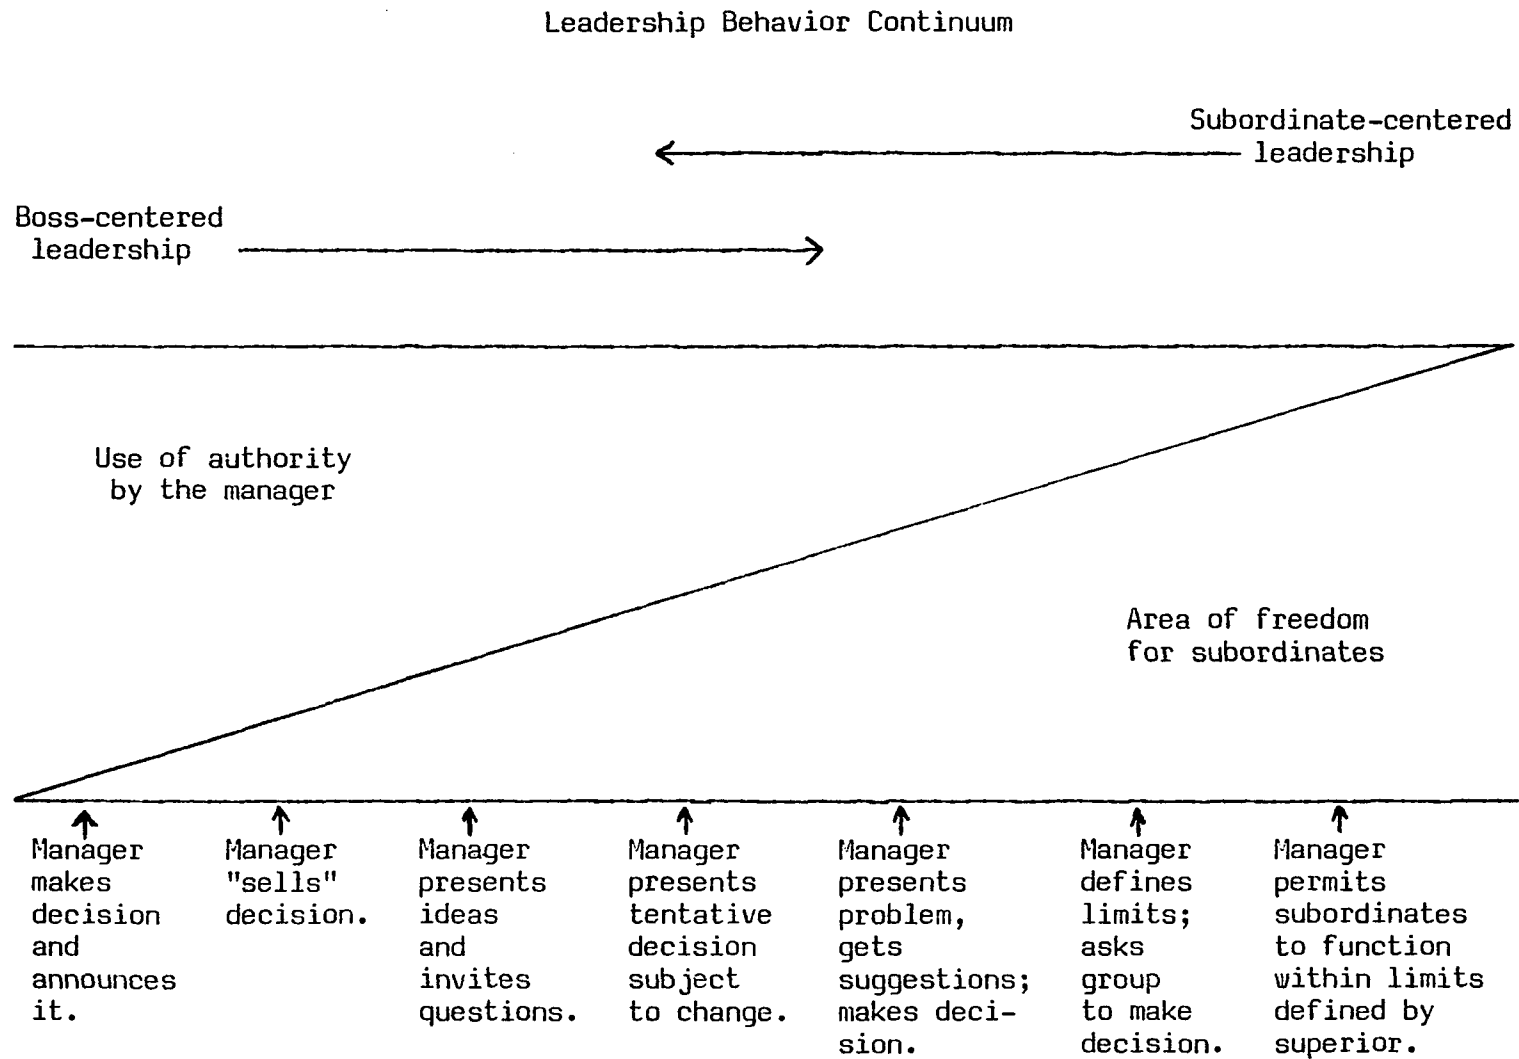 Leadership Behavior Continuum
Subordinate-centered
leadership
Boss-centered
leadership
Use of authority
by the manager
Area of freedom
for subordinates
Manager
makes
decision
and
announces
it.
Manager
"sells"
decision.
Manager
presents
ideas
and
invites
questions.
Manager
presents
tentative
decision
subject
to change.
Manager
presents
problem,
gets
suggestions;
makes deci-
sion.
Manager
defines
limits;
asks
group
to make
decision.
Manager
permits
subordinates
to function
within limits
defined by
superior.